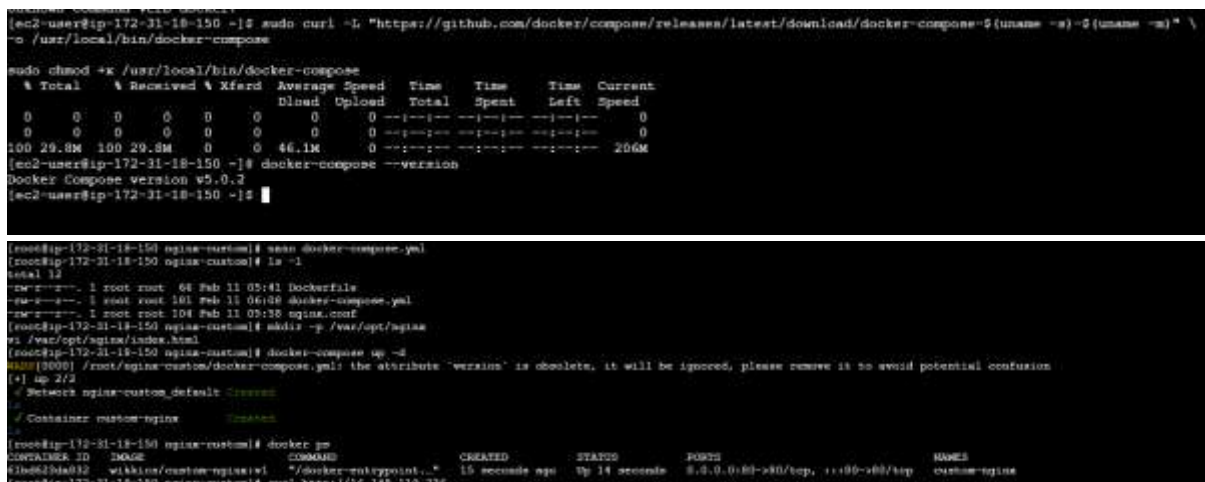 [ec2-user@ip-172-31-18-150 ~]$ sudo curl -L "https://github.com/docker/compose/releases/latest/download/docker-compose-$(uname -s)-$(uname -m)" \
-o /usr/local/bin/docker-compose
sudo chmod +x /usr/local/bin/docker-compose
% Total % Received % Xferd Average Speed Time Time Time Current
Dload Upload Total Spent Left Speed
0 0 0 0 0 0 0 0 --:--:-- --:--:-- --:--:-- 0
0 0 0 0 0 0 0 0 --:--:-- --:--:-- --:--:-- 0
100 29.8M 100 29.8M 0 0 46.1M 0 --:--:-- --:--:-- --:--:-- 206M
[ec2-user@ip-172-31-18-150 ~]$ docker-compose --version
Docker Compose version v5.0.2
[ec2-user@ip-172-31-18-150 ~]$
[root@ip-172-31-18-150 nginx-custom]# nano docker-compose.yml
[root@ip-172-31-18-150 nginx-custom]# ls -l
total 12
-rw-r--r--. 1 root root 66 Feb 11 05:41 Dockerfile
-rw-r--r--. 1 root root 181 Feb 11 06:08 docker-compose.yml
-rw-r--r--. 1 root root 104 Feb 11 05:38 nginx.conf
[root@ip-172-31-18-150 nginx-custom]# mkdir -p /var/opt/nginx
vi /var/opt/nginx/index.html
[root@ip-172-31-18-150 nginx-custom]# docker-compose up -d
WARN[0000] /root/nginx-custom/docker-compose.yml: the attribute `version` is obsolete, it will be ignored, please remove it to avoid potential confusion
[+] up 2/2
✓ Network nginx-custom_default Created
✓ Container custom-nginx Created
[root@ip-172-31-18-150 nginx-custom]# docker ps
CONTAINER ID IMAGE COMMAND CREATED STATUS PORTS NAMES
wikkins/custom-nginx:v1 "/docker-entrypoint.…" 15 seconds ago Up 14 seconds 0.0.0.0:80->80/tcp, :::80->80/tcp custom-nginx